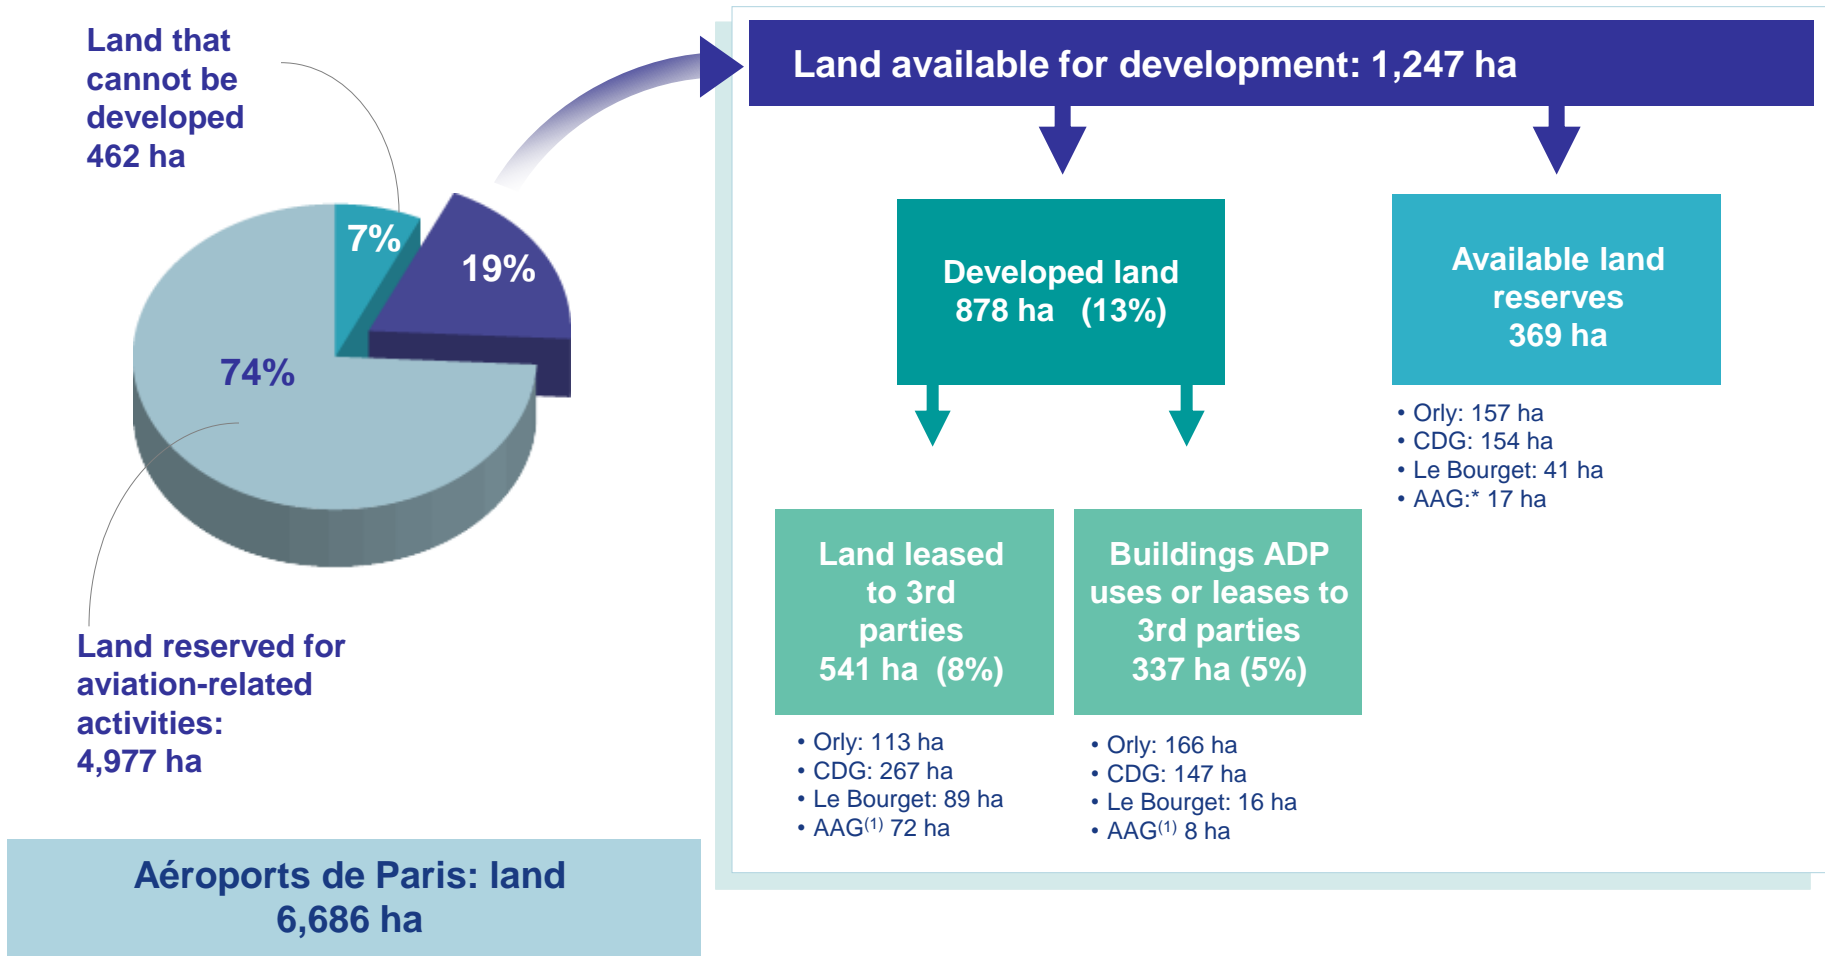 Land that
cannot be
developed
462 ha
7%
19%
74%
Land reserved for
aviation-related
activities:
4,977 ha
Aéroports de Paris: land
6,686 ha
Land available for development: 1,247 ha
Developed land
878 ha (13%)
Available land
reserves
369 ha
• Orly: 157 ha
• CDG: 154 ha
• Le Bourget: 41 ha
• AAG:* 17 ha
Land leased
to 3rd
parties
541 ha (8%)
• Orly: 113 ha
• CDG: 267 ha
• Le Bourget: 89 ha
• AAG(1) 72 ha
Buildings ADP
uses or leases to
3rd parties
337 ha (5%)
• Orly: 166 ha
• CDG: 147 ha
• Le Bourget: 16 ha
• AAG(1) 8 ha